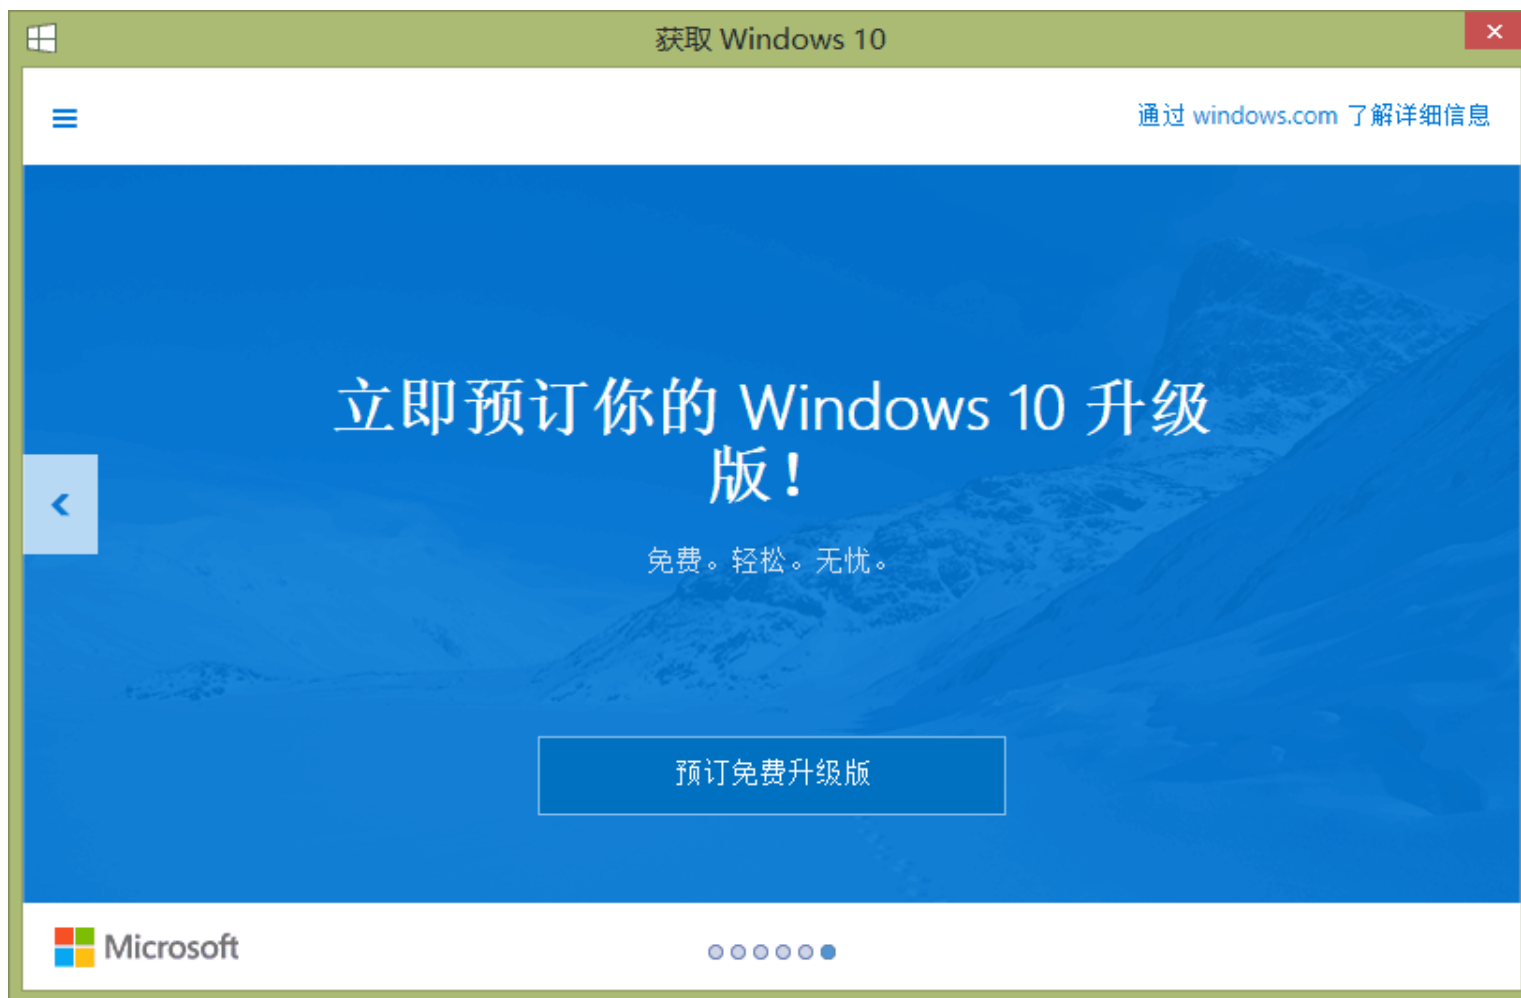 获取 Windows 10
通过 windows.com 了解详细信息
立即预订你的 Windows 10 升级
版！
免费。轻松。无忧。
预订免费升级版
Microsoft